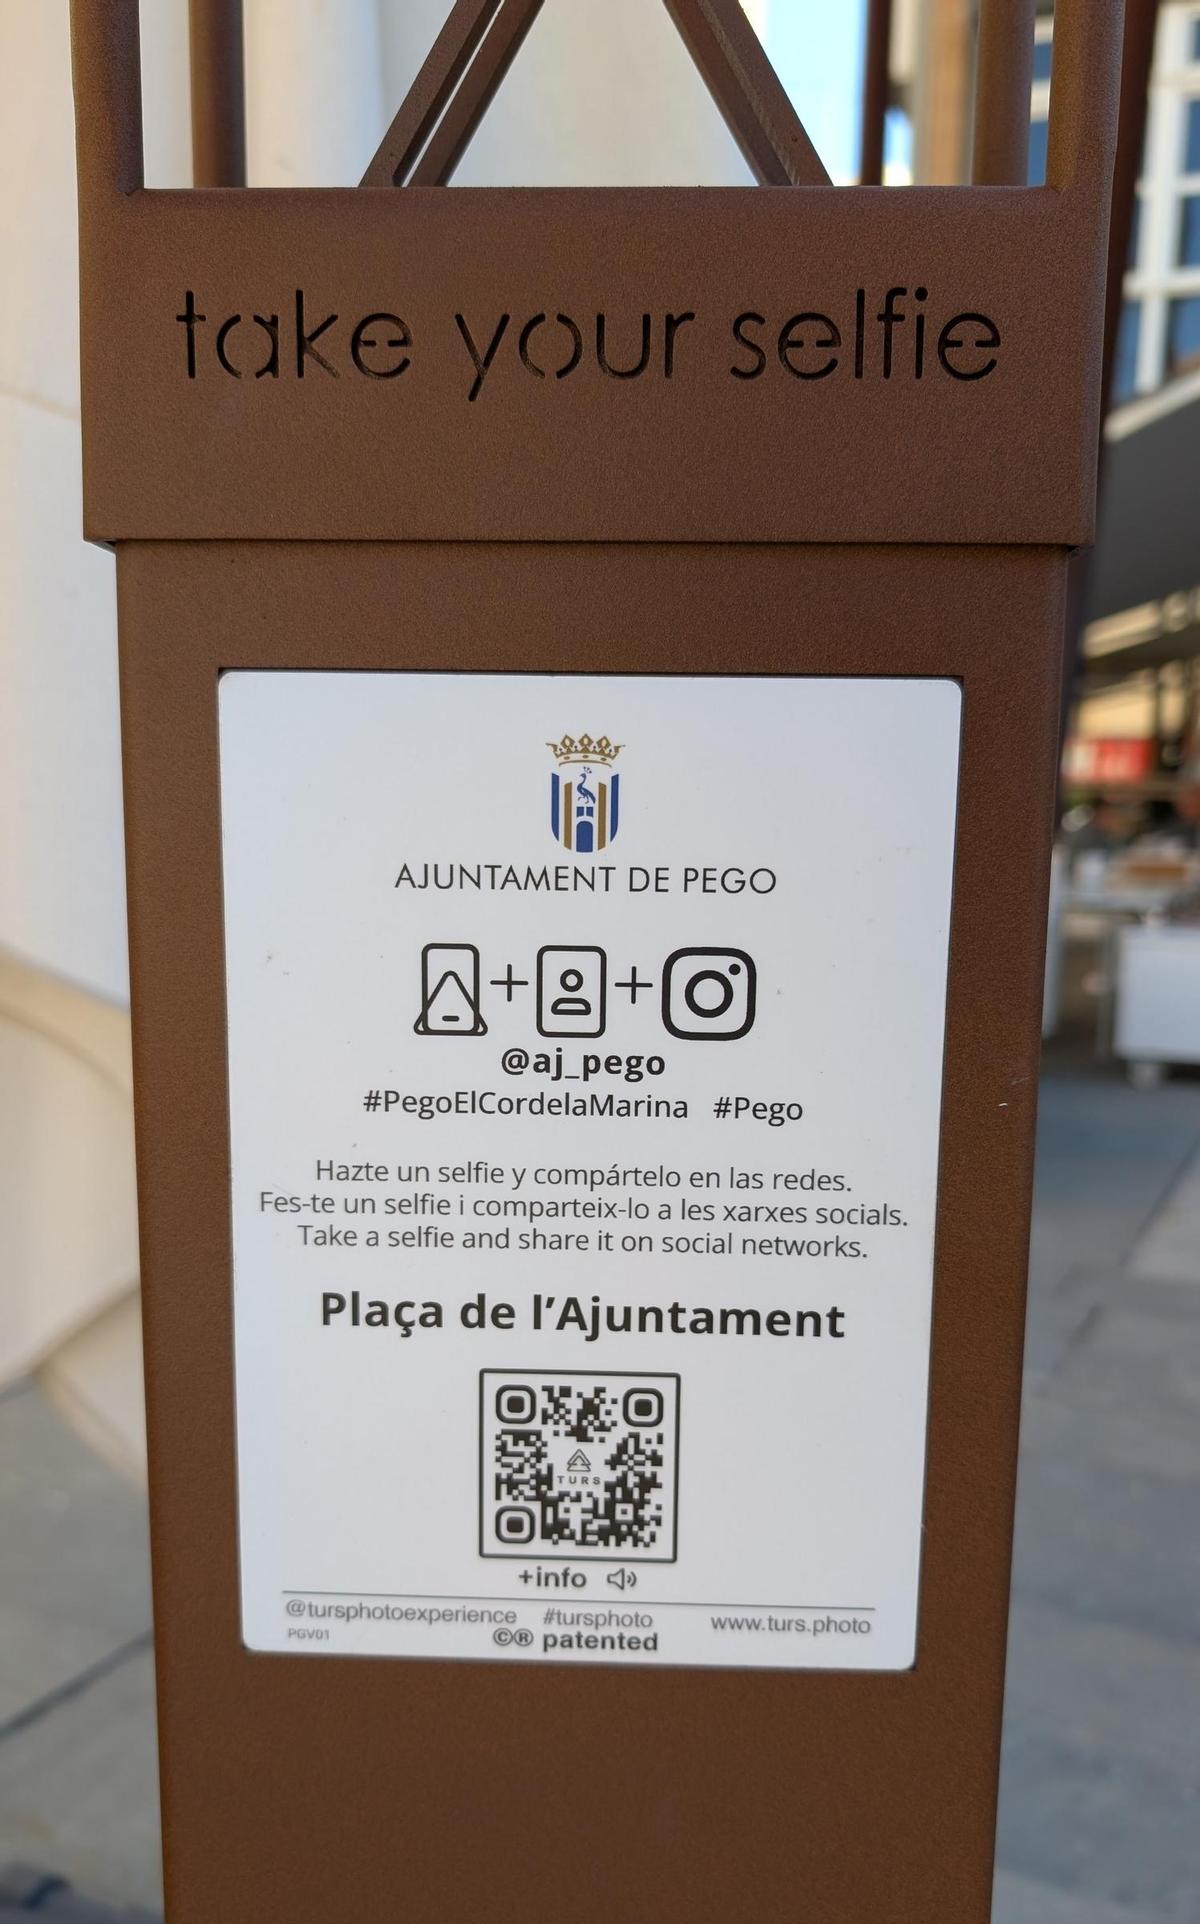 take your selfie
AJUNTAMENT DE PEGO
@aj_pego
#PegoElCordelaMarina #Pego
Hazte un selfie y compártelo en las redes.
Fes-te un selfie i comparteix-lo a les xarxes socials.
Take a selfie and share it on social networks.
Plaça de l'Ajuntament
TURS
+info
@tursphotoexperience #tursphoto www.turs.photo
PGV01 ©® patented